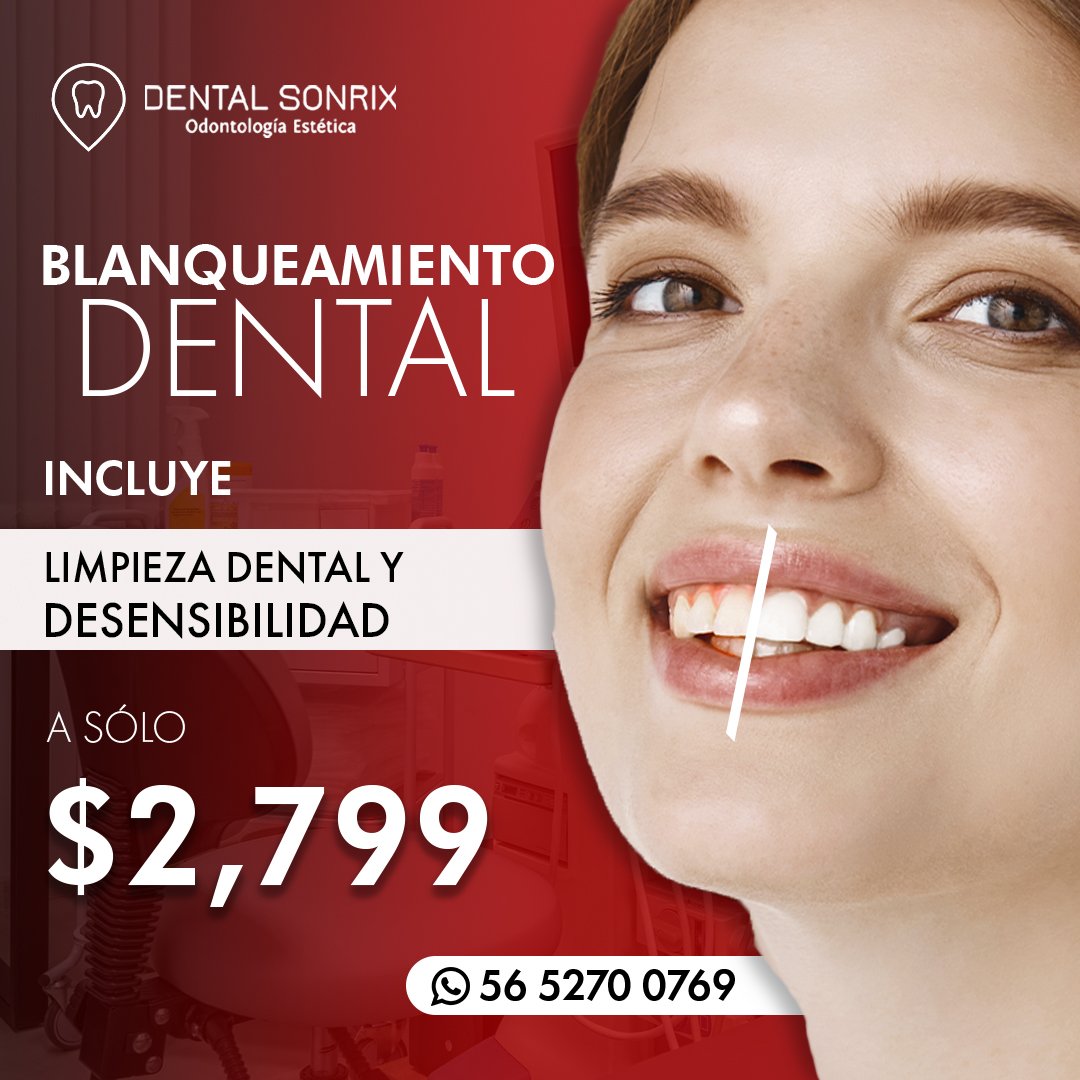 DENTAL SONRIX
Odontología Estética
BLANQUEAMIENTO
DENTAL
INCLUYE
LIMPIEZA DENTAL Y
DESENSIBILIDAD
A SÓLO
$2,799
56 5270 0769